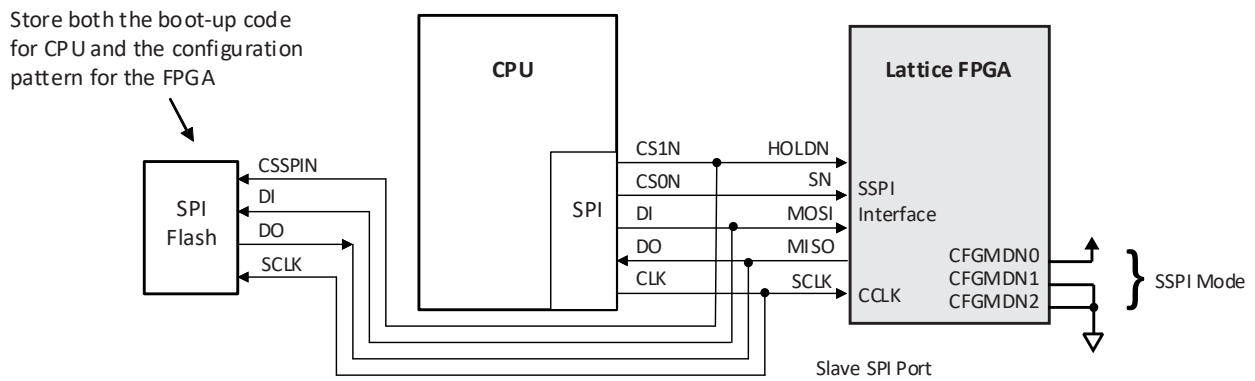 Store both the boot-up code
for CPU and the configuration
pattern for the FPGA
CPU
Lattice FPGA
CSSPIN
DI
DO
SCLK
SPI
Flash
SPI
CS1N
CS0N
DI
DO
CLK
HOLDN
SN
MOSI
MISO
SCLK
SSPI
Interface
CCLK
CFGMDN0
CFGMDN1
CFGMDN2
} SSPI Mode
Slave SPI Port